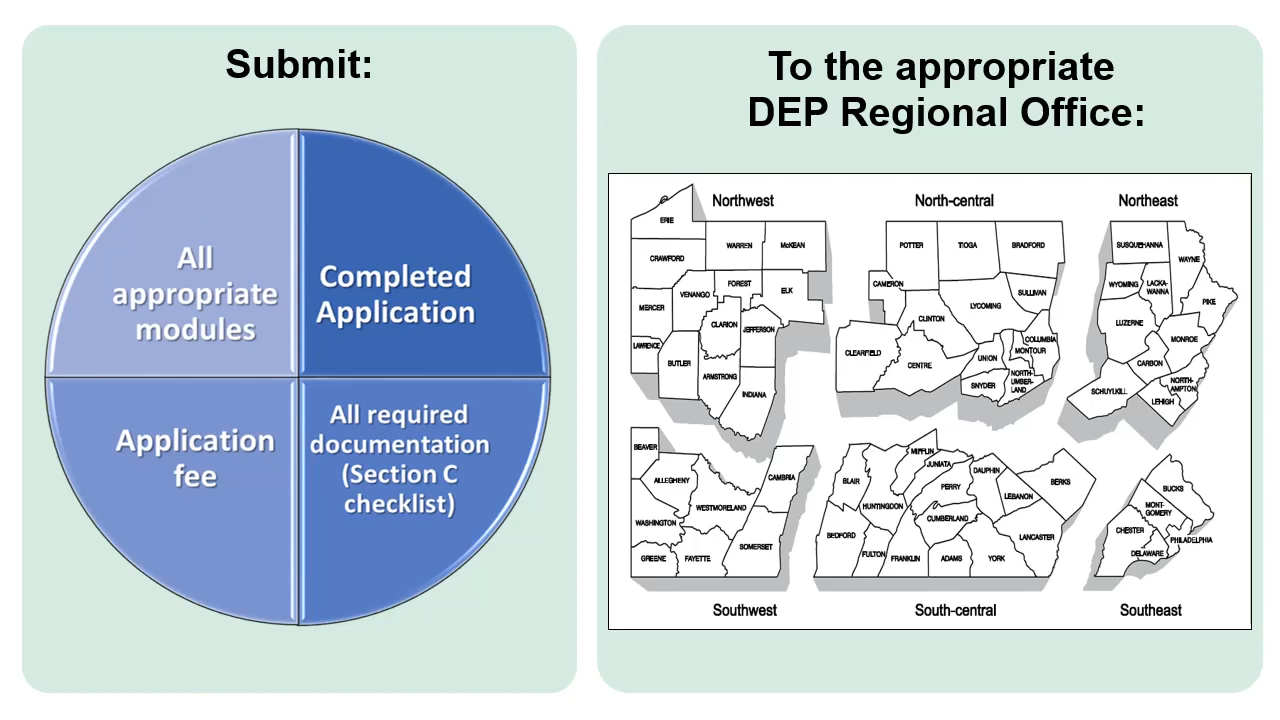 Submit:
All
appropriate
modules
Completed
Application
Application
fee
All required
documentation
(Section C
checklist)
To the appropriate
DEP Regional Office:
Northwest
ERIE
CRAWFORD
WARREN
McKEAN
MERCER
VENANGO
FOREST
ELK
LAWRENCE
CLARION
JEFFERSON
BUTLER
ARMSTRONG
INDIANA
North-central
POTTER
TIOGA
BRADFORD
CAMERON
CLINTON
LYCOMING
SULLIVAN
CLEARFIELD
CENTRE
UNION
COLUMBIA
MONTOUR
SNYDER
NORTH-
UMBER-
LAND
Northeast
SUSQUEHANNA
WAYNE
WYOMING
LACKA-
WANNA
PIKE
LUZERNE
MONROE
CARBON
SCHUYLKILL
NORTH-
AMPTON
LEHIGH
BEAVER
ALLEGHENY
CAMBRIA
WESTMORELAND
WASHINGTON
GREENE
FAYETTE
SOMERSET
Southwest
MIFFLIN
JUNIATA
BLAIR
PERRY
DAUPHIN
BERKS
LEBANON
HUNTINGDON
CUMBERLAND
BEDFORD
FULTON
FRANKLIN
ADAMS
YORK
LANCASTER
South-central
BUCKS
MONT-
GOMERY
CHESTER
PHILADELPHIA
DELAWARE
Southeast